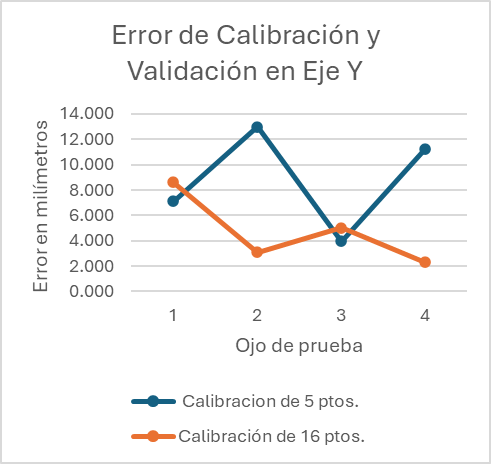 Error de Calibración y
Validación en Eje Y
Error en milímetros
14.000
12.000
10.000
8.000
6.000
4.000
2.000
0.000
1 2 3 4
Ojo de prueba
Calibracion de 5 ptos.
Calibración de 16 ptos.